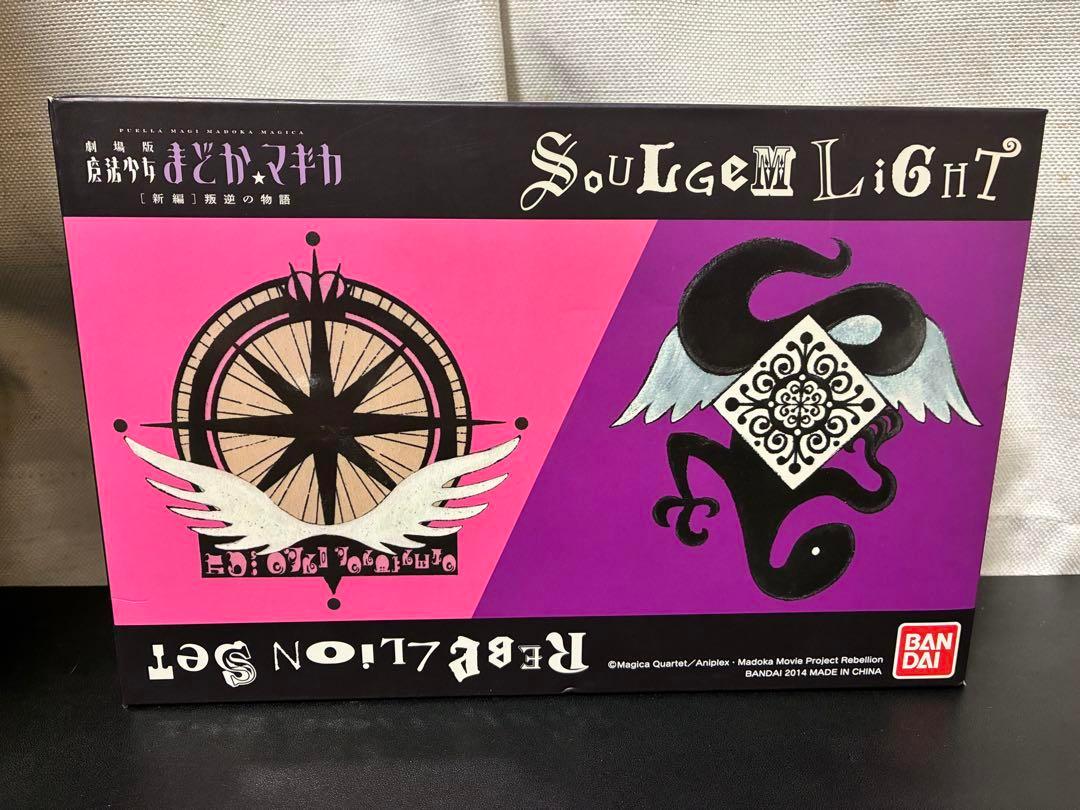 PUELLA MAGI MADOKA MAGICA
劇場版
魔法少女まどか★マギカ
[新編]叛逆の物語
SOULGEM LiGHT
REBELLION SET
©Magica Quartet/Aniplex・Madoka Movie Project Rebellion
BANDAI 2014 MADE IN CHINA
BAN
DAI